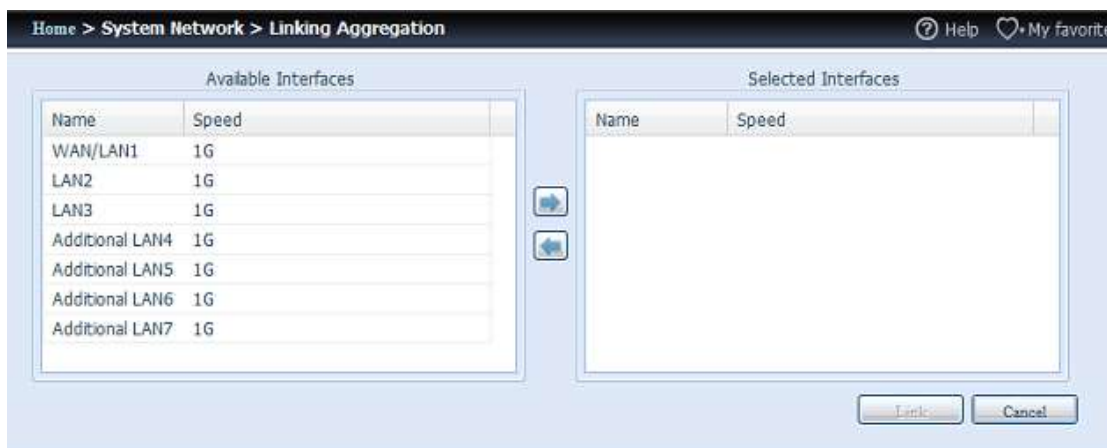 Home > System Network > Linking Aggregation
Help My favorite
Available Interfaces
Name Speed
WAN/LAN1 1G
LAN2 1G
LAN3 1G
Additional LAN4 1G
Additional LAN5 1G
Additional LAN6 1G
Additional LAN7 1G
Selected Interfaces
Name Speed
Link Cancel